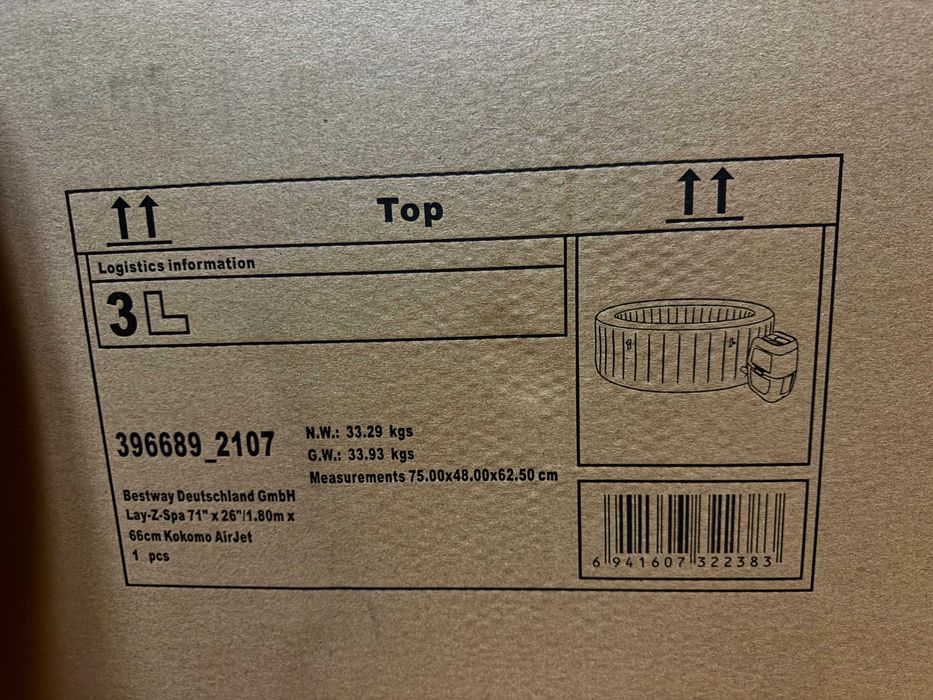 Top
Logistics information
3L
396689_2107
N.W.: 33.29 kgs
G.W.: 33.93 kgs
Measurements 75.00x48.00x62.50 cm
Bestway Deutschland GmbH
Lay-Z-Spa 71" x 26"/1.80m x
66cm Kokomo AirJet
1 pcs
6 941607 322383